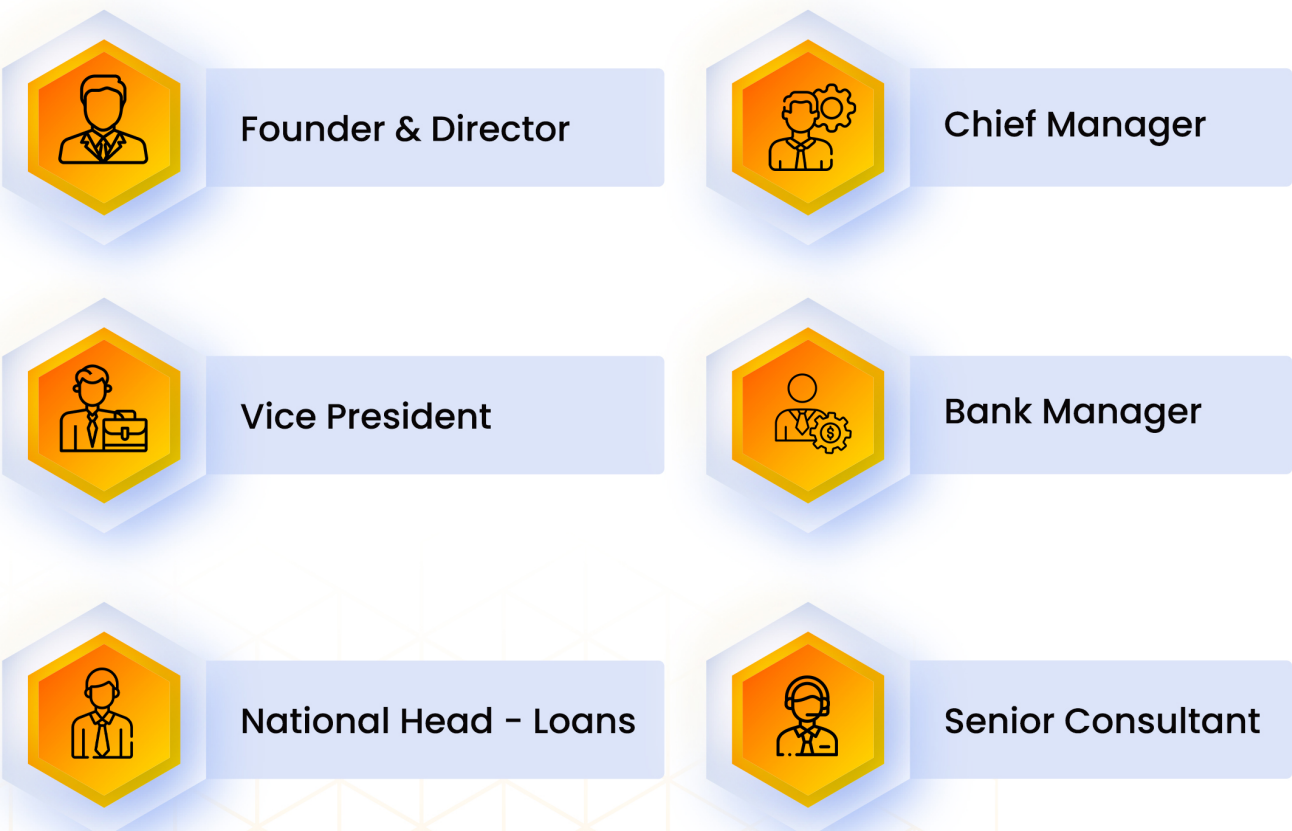 Founder & Director
Chief Manager
Vice President
Bank Manager
National Head - Loans
Senior Consultant